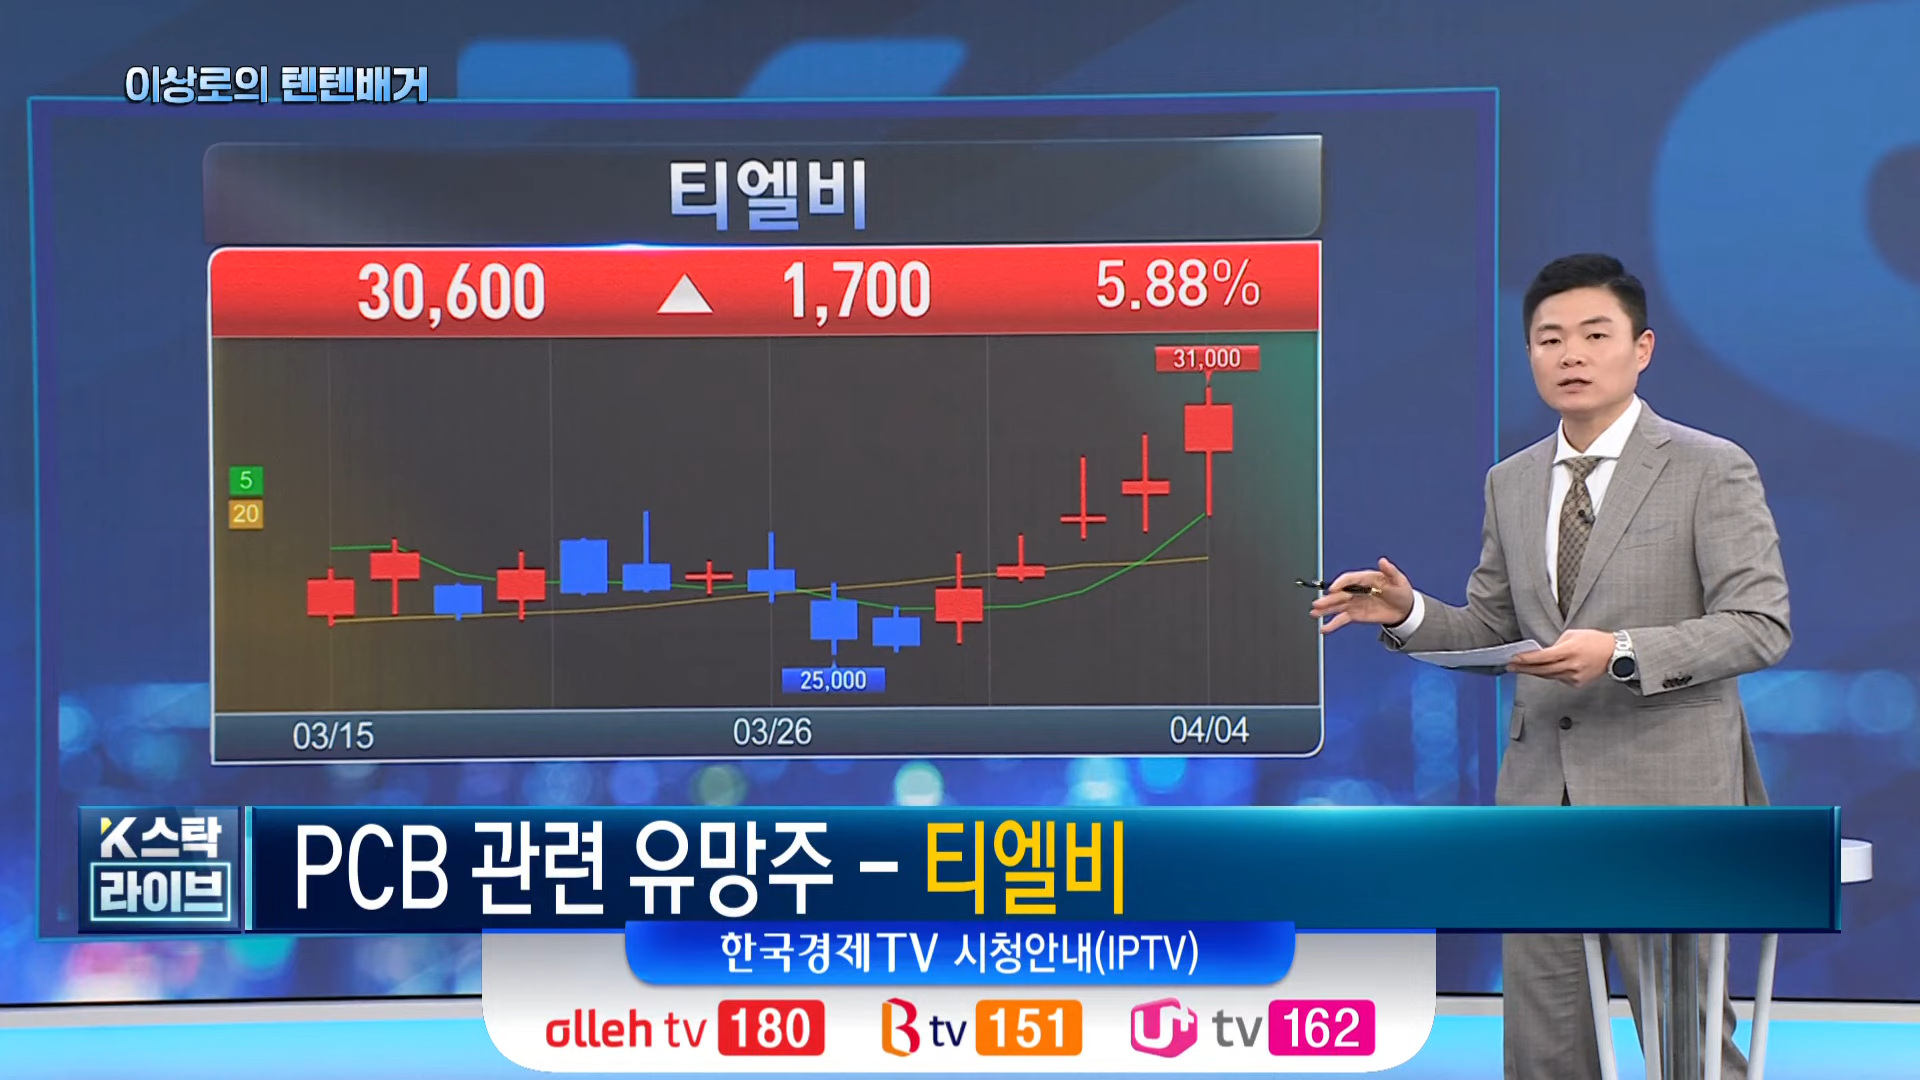 이상로의 텐텐배거
티엘비
30,600 ▲ 1,700 5.88%
31,000
5
20
25,000
03/15 03/26 04/04
K스탁
라이브
PCB 관련 유망주 - 티엘비
한국경제TV 시청안내(IPTV)
olleh tv 180 B tv 151 U+ tv 162